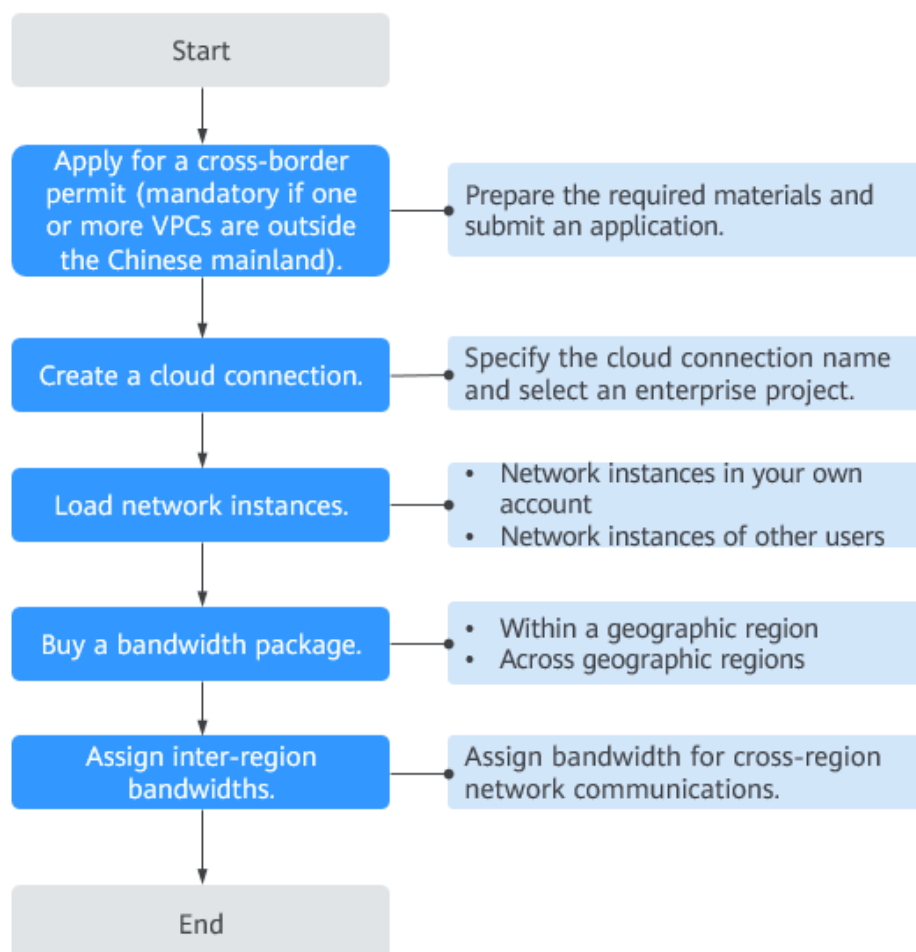 Start
Apply for a cross-border
permit (mandatory if one
or more VPCs are outside
the Chinese mainland).
Prepare the required materials and
submit an application.
Create a cloud connection.
Specify the cloud connection name
and select an enterprise project.
Load network instances.
• Network instances in your own
account
• Network instances of other users
Buy a bandwidth package.
• Within a geographic region
• Across geographic regions
Assign inter-region
bandwidths.
Assign bandwidth for cross-region
network communications.
End